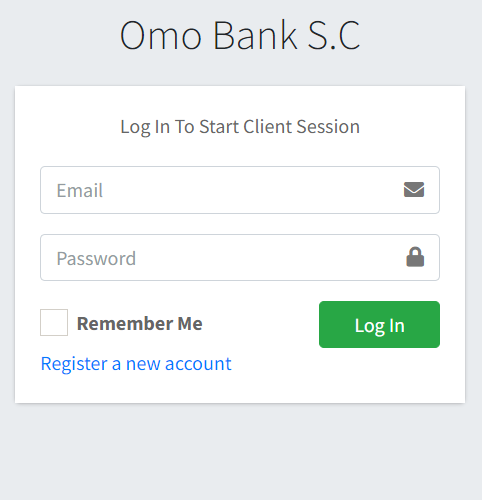 Omo Bank S.C
Log In To Start Client Session
Email
Password
Remember Me
Log In
Register a new account